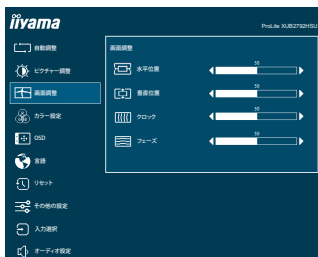 iiyama
ProLite XUB2792HSU
自動調整
ピクチャー調整
画面調整
カラー設定
OSD
言語
リセット
その他の設定
入力選択
オーディオ設定
画面調整
水平位置 50
垂直位置 50
クロック 50
フェーズ 50